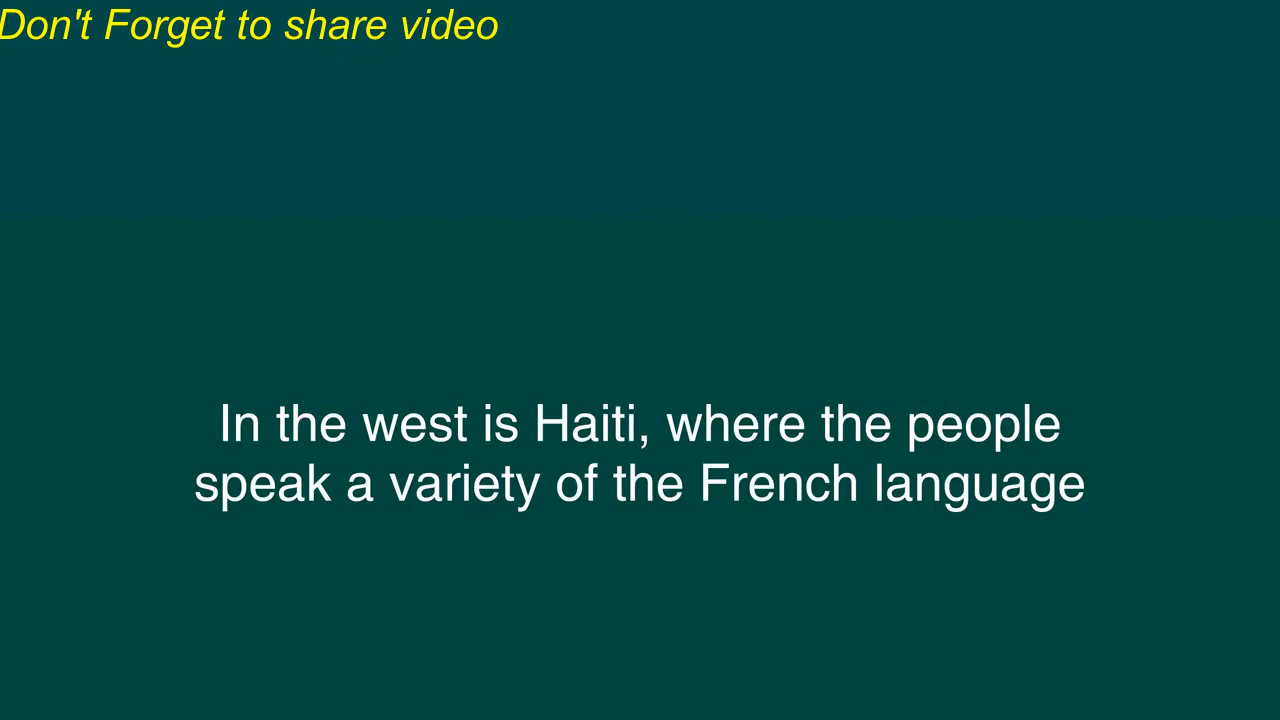 Don't Forget to share video
In the west is Haiti, where the people
speak a variety of the French language